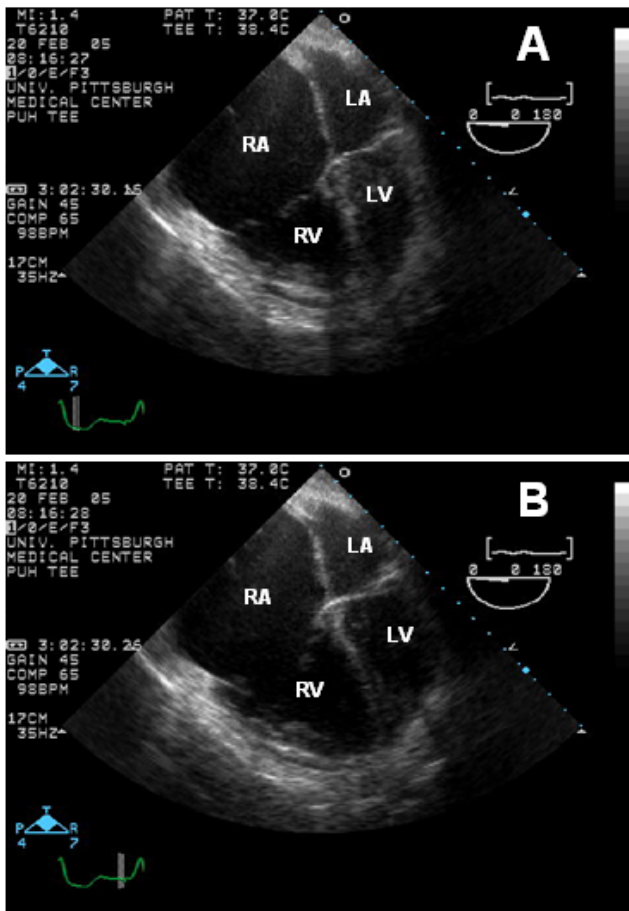 MI:1.4
T6210
20 FEB 05
08:16:27
1/0/E/F3
UNIV. PITTSBURGH
MEDICAL CENTER
PUH TEE
PAT T: 37.0C
TEE T: 38.4C
A
0 0 180
LA
RA
LV
RV
3:02:30.15
GAIN 45
COMP 65
98BPM
17CM
35HZ
T
P R
4 7
MI:1.4
T6210
20 FEB 05
08:16:28
1/0/E/F3
UNIV. PITTSBURGH
MEDICAL CENTER
PUH TEE
PAT T: 37.0C
TEE T: 38.4C
B
0 0 180
LA
RA
LV
RV
3:02:30.26
GAIN 45
COMP 65
98BPM
17CM
35HZ
T
P R
4 7